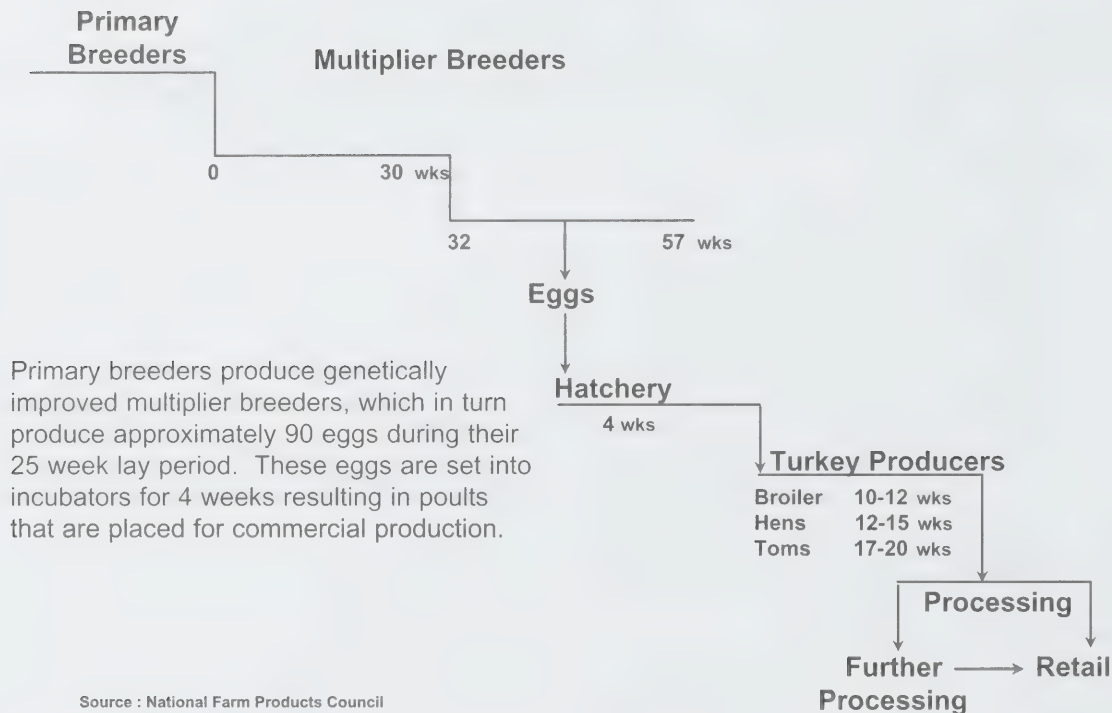 Primary
Breeders
Multiplier Breeders
0
30 wks
32
57 wks
Eggs
Primary breeders produce genetically
improved multiplier breeders, which in turn
produce approximately 90 eggs during their
25 week lay period. These eggs are set into
incubators for 4 weeks resulting in poults
that are placed for commercial production.
Hatchery
4 wks
Turkey Producers
Broiler 10-12 wks
Hens 12-15 wks
Toms 17-20 wks
Processing
Further
Processing
Retail
Source : National Farm Products Council